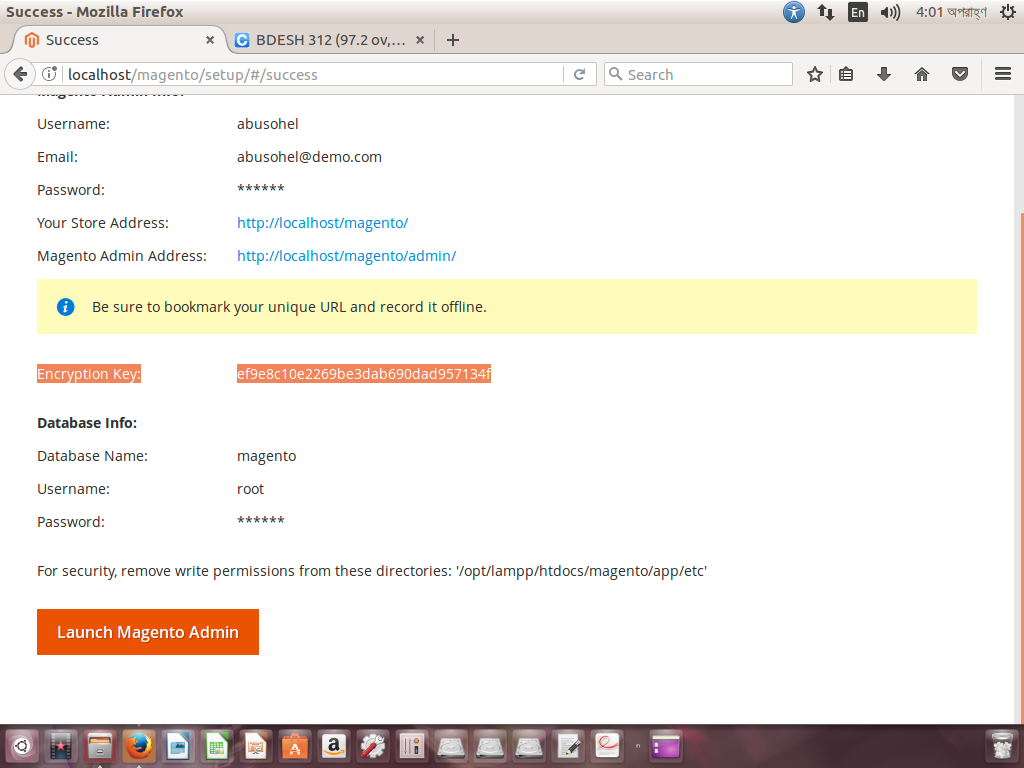 Success - Mozilla Firefox
En
4:01 অপরাহ্ণ
Success
BDESH 312 (97.2 ov,...
localhost/magento/setup/#/success
Search
Username: abusohel
Email: abusohel@demo.com
Password: ******
Your Store Address: http://localhost/magento/
Magento Admin Address: http://localhost/magento/admin/
Be sure to bookmark your unique URL and record it offline.
Encryption Key: ef9e8c10e2269be3dab690dad957134f
Database Info:
Database Name: magento
Username: root
Password: ******
For security, remove write permissions from these directories: '/opt/lampp/htdocs/magento/app/etc'
Launch Magento Admin